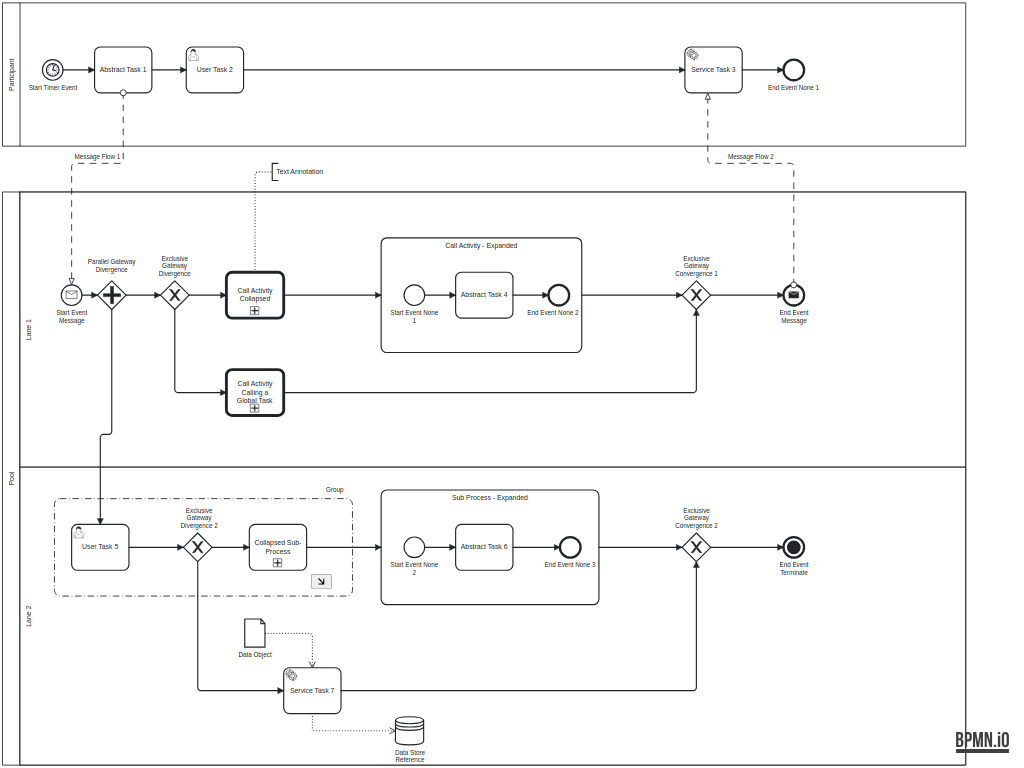 Participant
Start Timer Event
Abstract Task 1
User Task 2
Service Task 3
End Event None 1
Message Flow 1
Message Flow 2
Text Annotation
Pool
Lane 1
Start Event
Message
Parallel Gateway
Divergence
Exclusive
Gateway
Divergence
Call Activity
Collapsed
Call Activity
Calling a
Global Task
Call Activity - Expanded
Start Event None
1
Abstract Task 4
End Event None 2
Exclusive
Gateway
Convergence 1
End Event
Message
Lane 2
Group
User Task 5
Exclusive
Gateway
Divergence 2
Collapsed Sub-
Process
Sub Process - Expanded
Start Event None
2
Abstract Task 6
End Event None 3
Exclusive
Gateway
Convergence 2
End Event
Terminate
Data Object
Service Task 7
Data Store
Reference
BPMN.iO